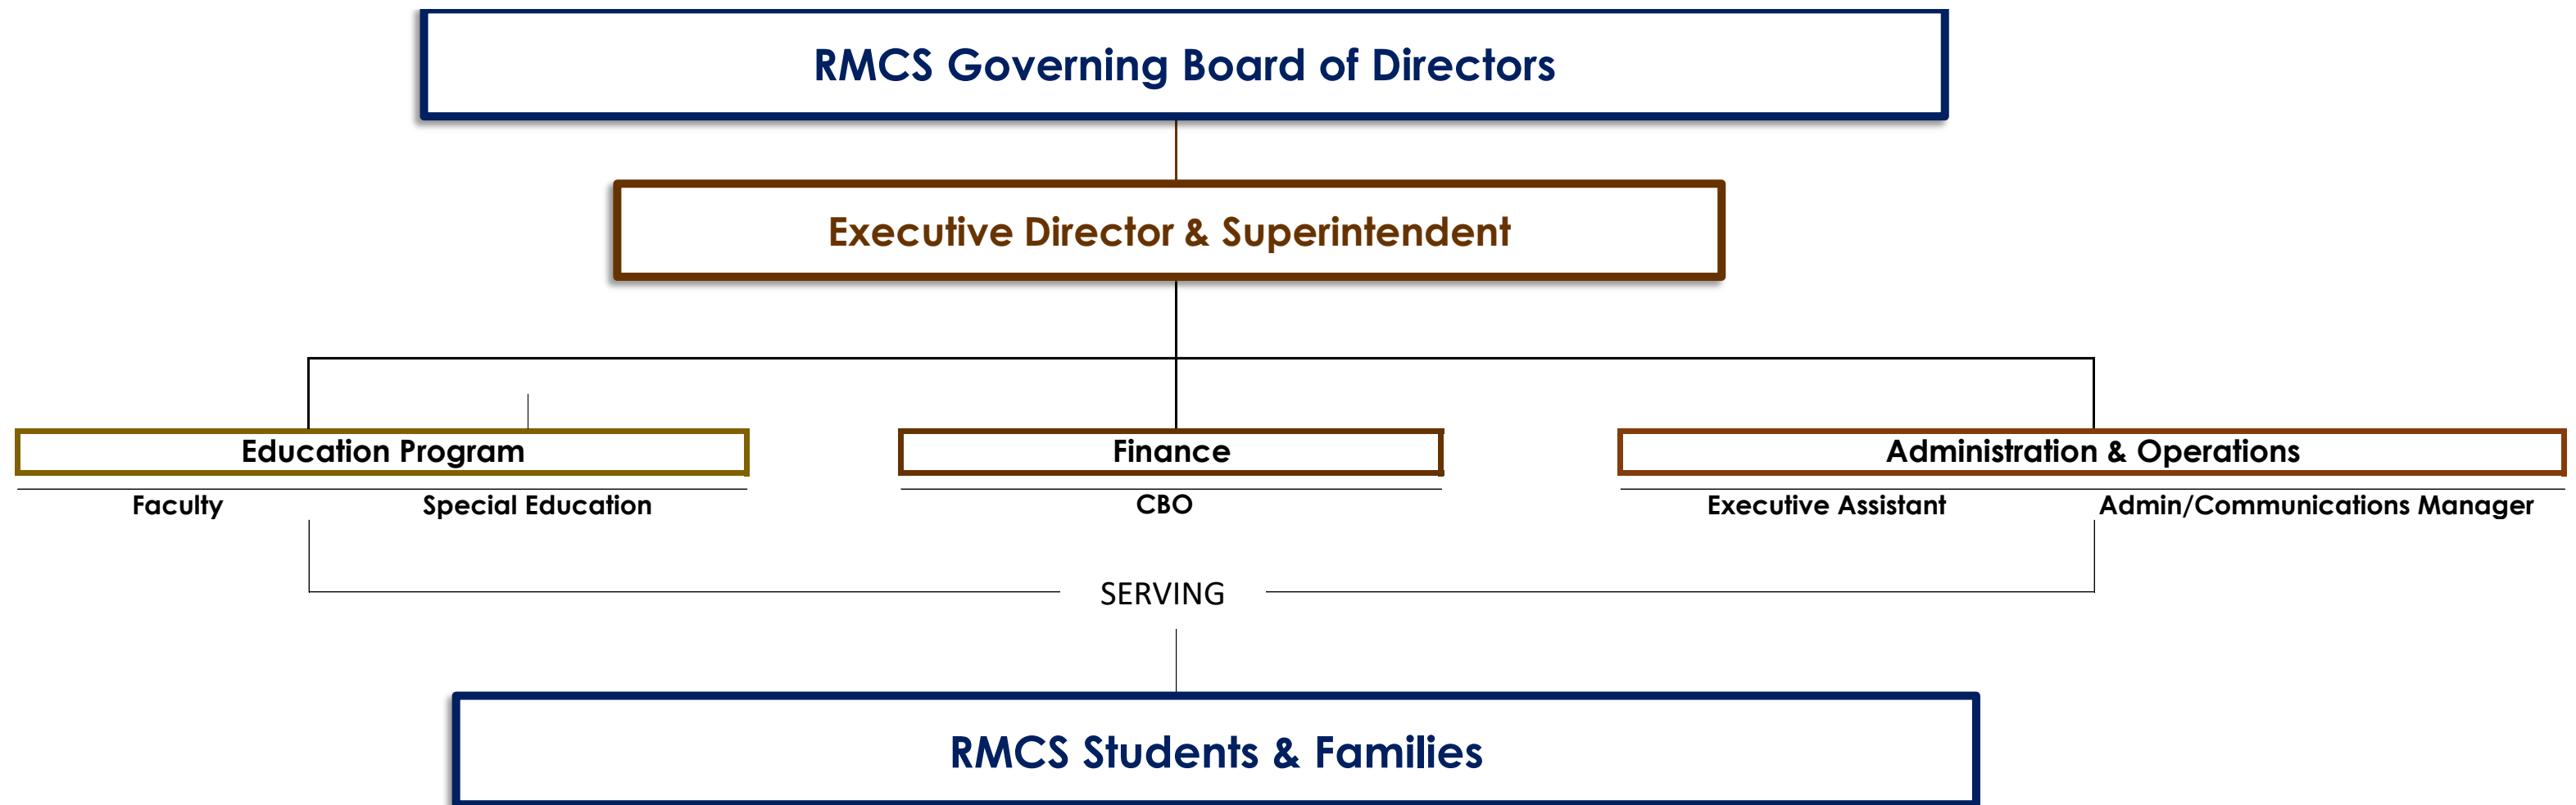 RMCS Governing Board of Directors
Executive Director & Superintendent
Education Program
Finance
Administration & Operations
Faculty
Special Education
CBO
Executive Assistant
Admin/Communications Manager
SERVING
RMCS Students & Families